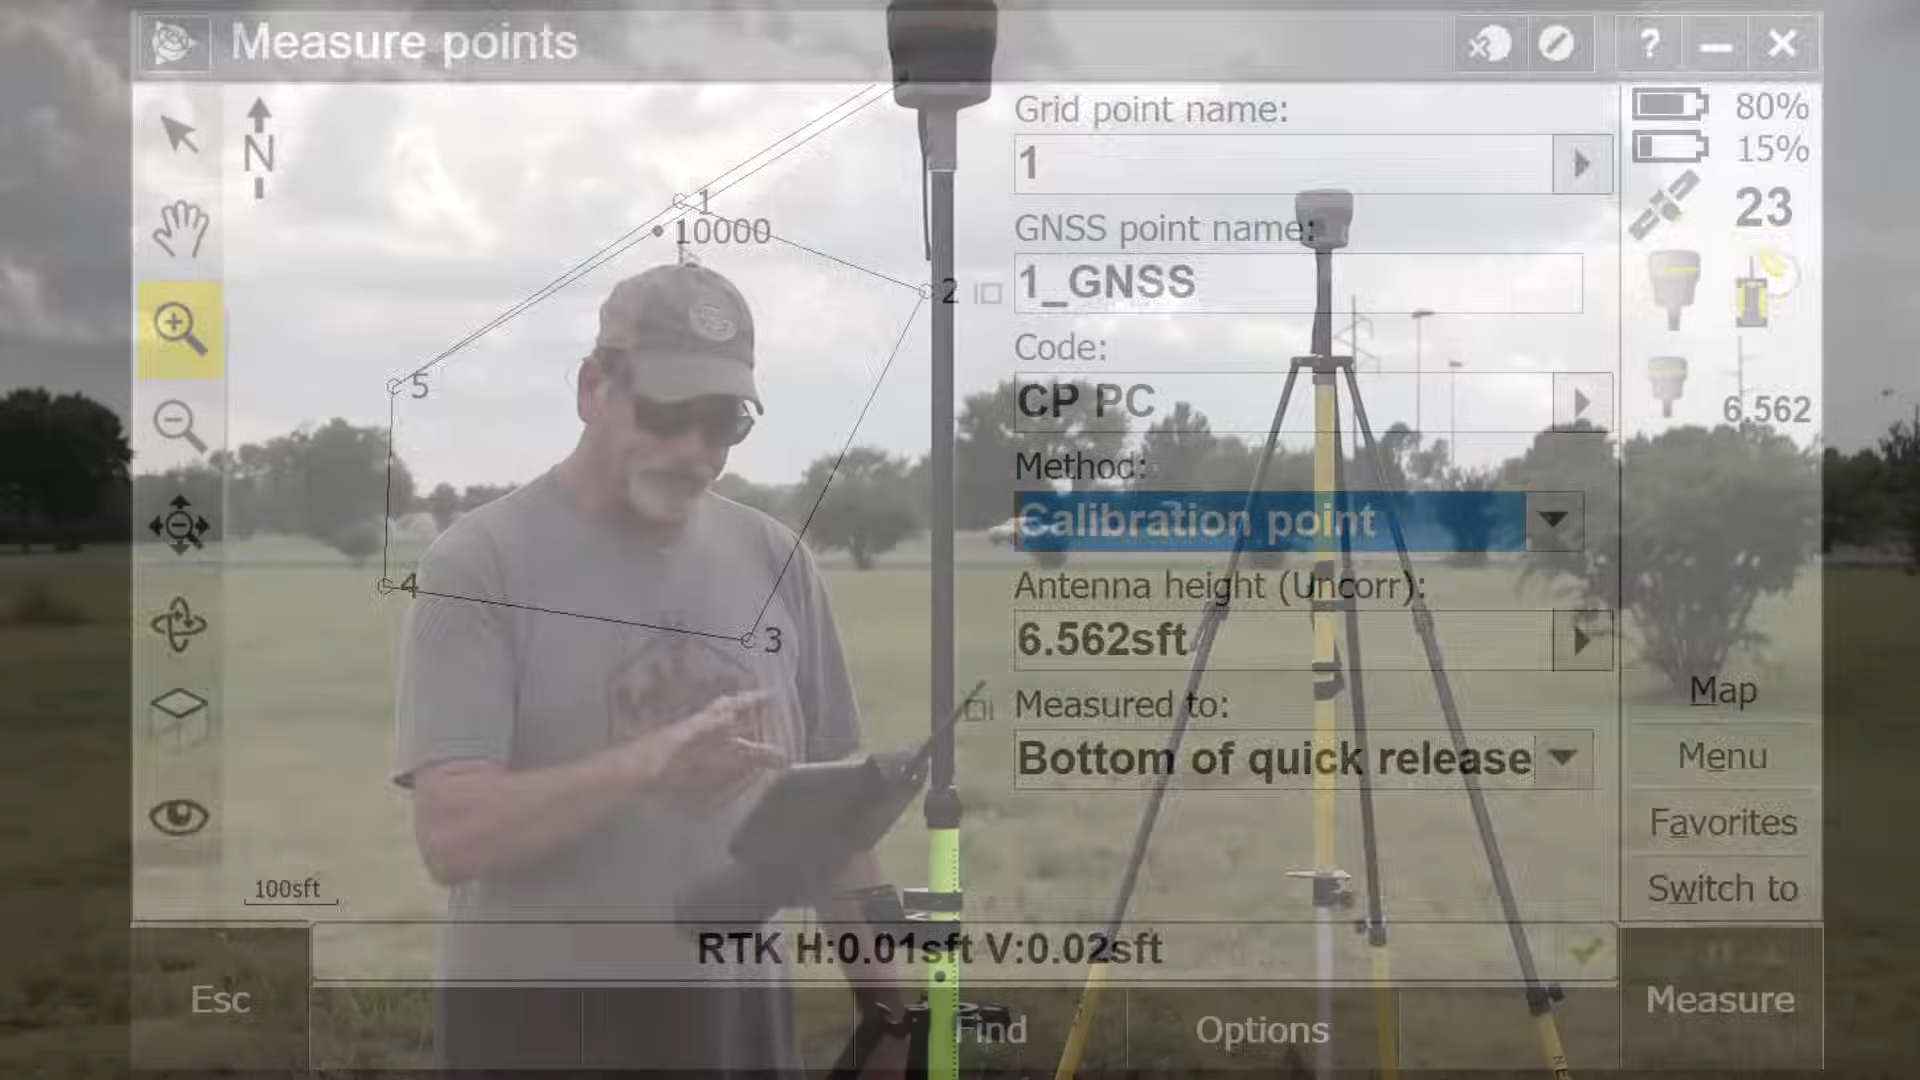 Measure points
?
N
1
10000
2
5
4
3
100sft
Grid point name:
1
GNSS point name:
1_GNSS
Code:
CP PC
Method:
Calibration point
Antenna height (Uncorr):
6.562sft
Measured to:
Bottom of quick release
80%
15%
23
6.562
Map
Menu
Favorites
Switch to
RTK H:0.01sft V:0.02sft
Esc
Find
Options
Measure